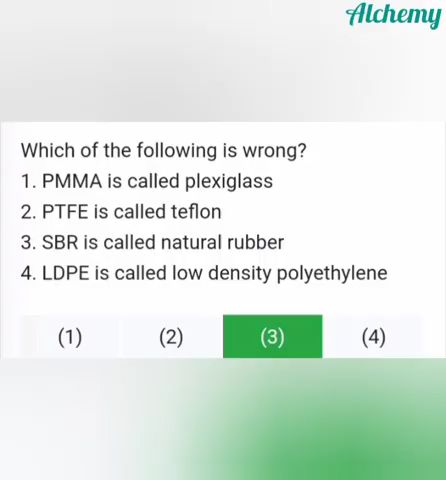 Alchemy
Which of the following is wrong?
1. PMMA is called plexiglass
2. PTFE is called teflon
3. SBR is called natural rubber
4. LDPE is called low density polyethylene
(1) (2) (3) (4)